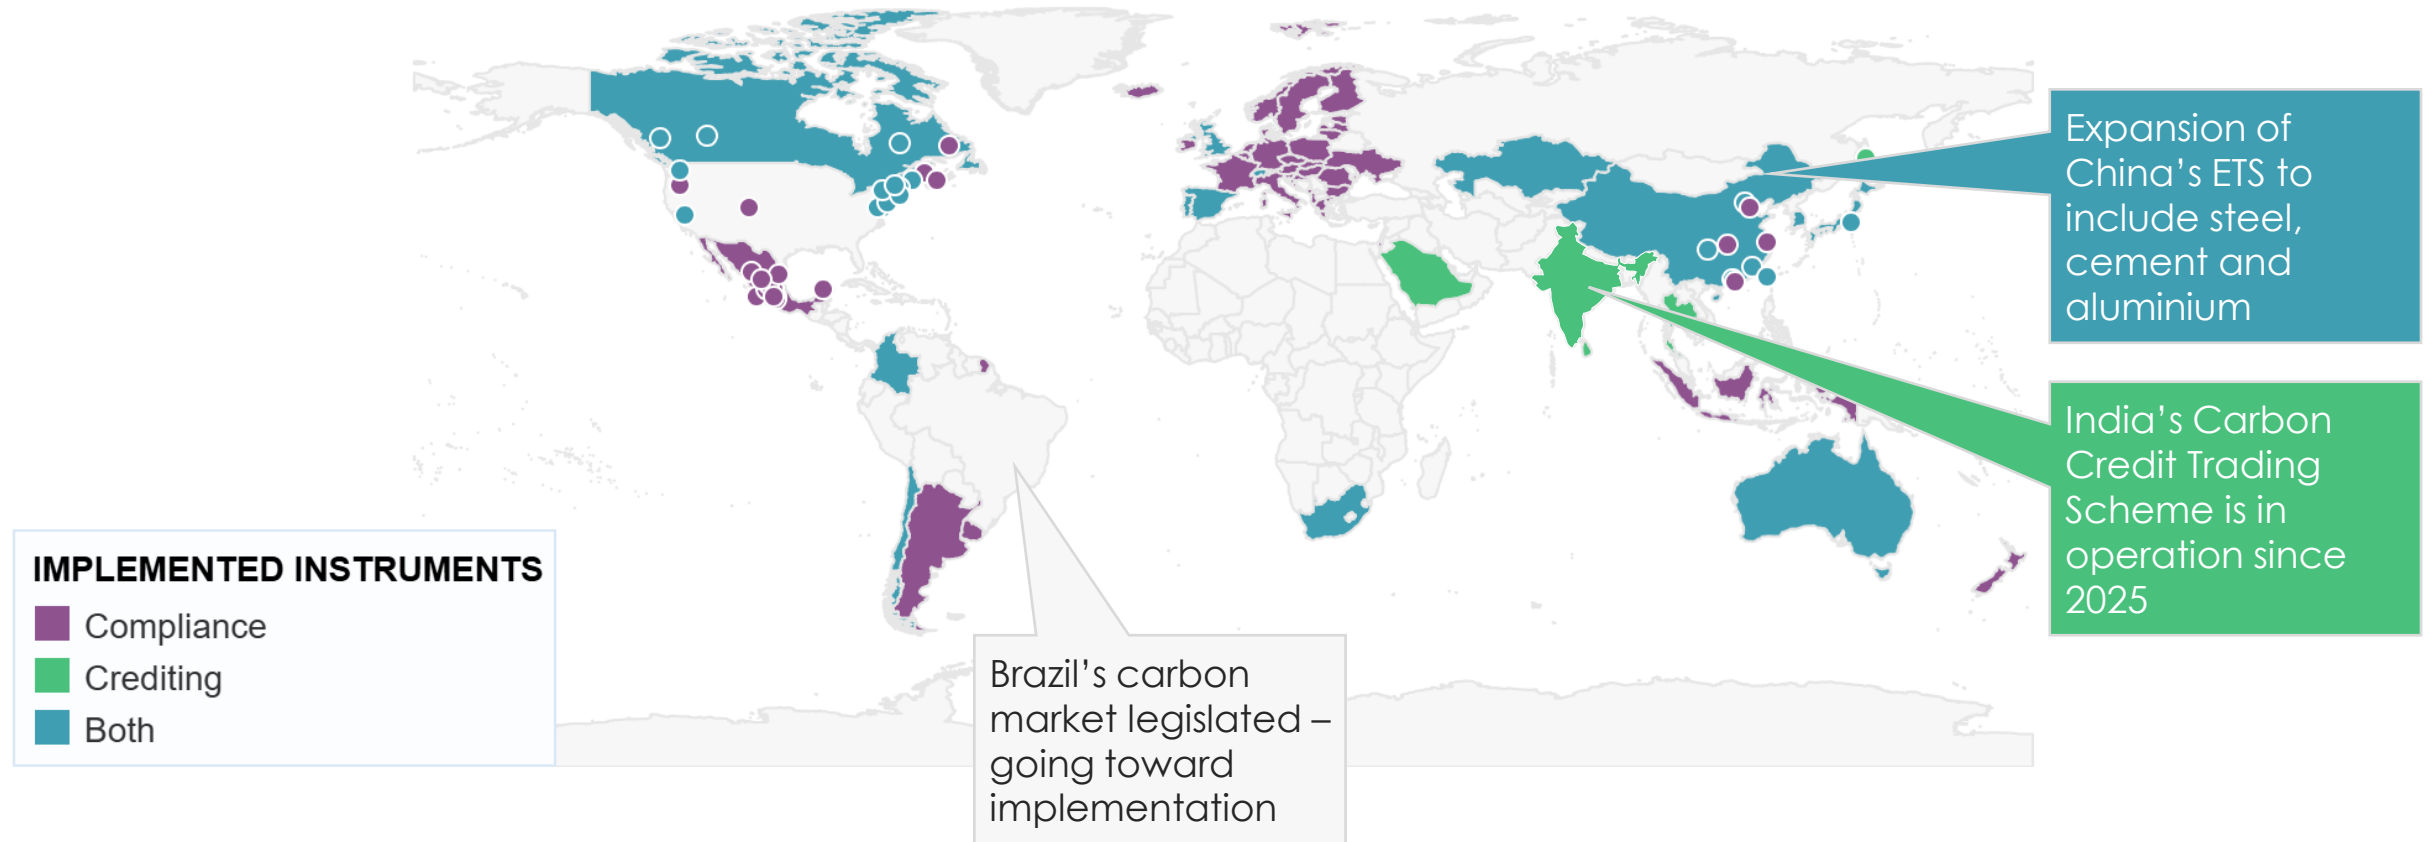 Expansion of
China’s ETS to
include steel,
cement and
aluminium
India’s Carbon
Credit Trading
Scheme is in
operation since
2025
IMPLEMENTED INSTRUMENTS
Compliance
Crediting
Both
Brazil’s carbon
market legislated –
going toward
implementation